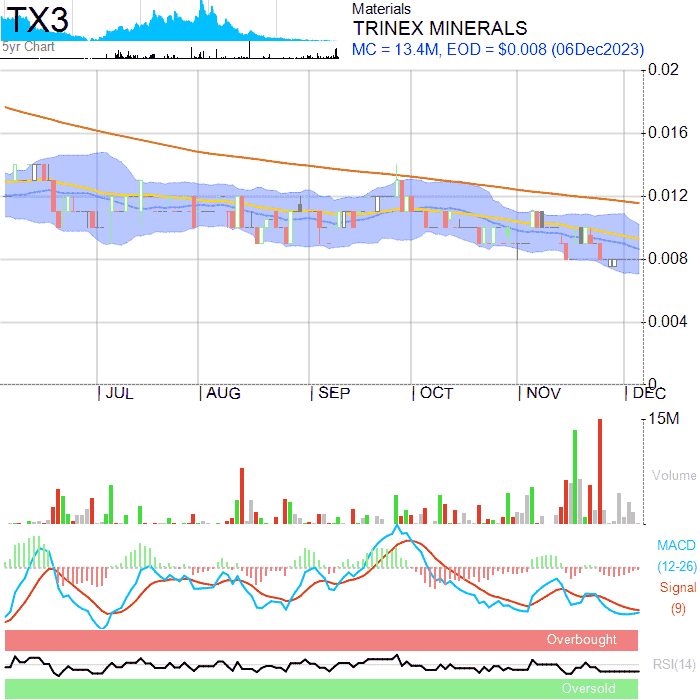 TX3
5yr Chart
Materials
TRINEX MINERALS
MC = 13.4M, EOD = $0.008 (06Dec2023)
0.02
0.016
0.012
0.008
0.004
0
JUL AUG SEP OCT NOV DEC
15M
Volume
MACD
(12-26)
Signal
(9)
Overbought
RSI(14)
Oversold